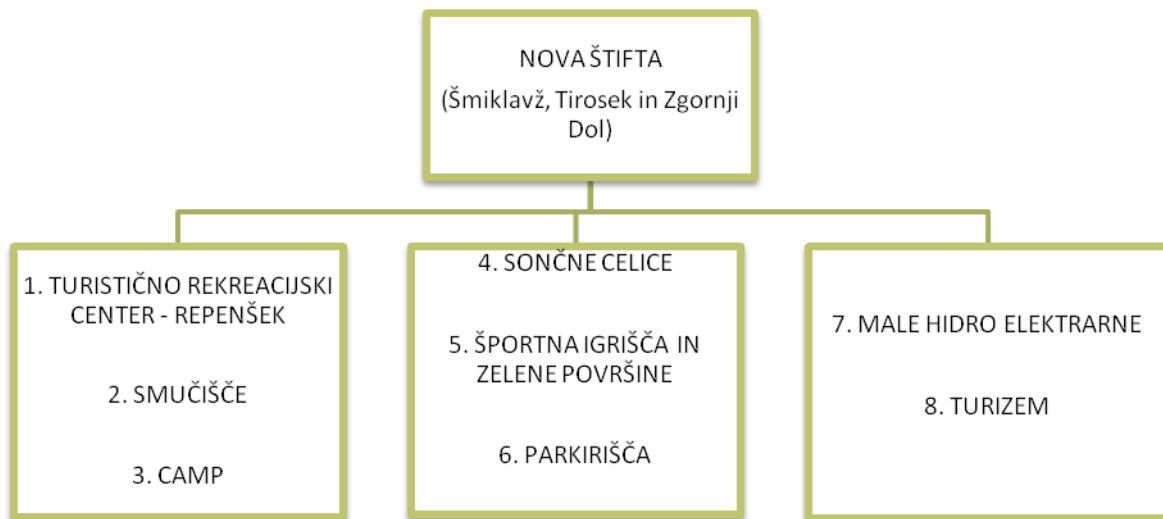 NOVA ŠTIFTA
(Šmiklavž, Tirosek in Zgornji
Dol)
1. TURISTIČNO REKREACIJSKI
CENTER - REPENŠEK
2. SMUČIŠČE
3. CAMP
4. SONČNE CELICE
5. ŠPORTNA IGRIŠČA IN
ZELENE POVRŠINE
6. PARKIRIŠČA
7. MALE HIDRO ELEKTRARNE
8. TURIZEM